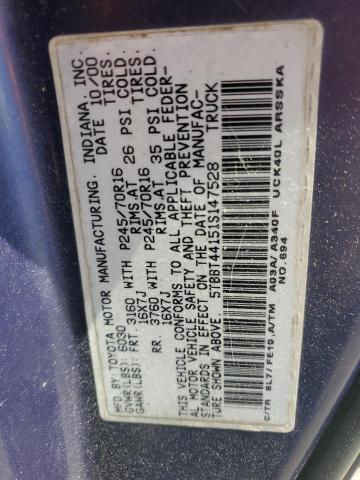 MFD.BY:TOYOTA MOTOR MANUFACTURING, INDIANA, INC.
GVWR(LBS): 6030 DATE 10/00
GAWR(LBS): FRT. 3160 WITH P245/70R16 TIRES.
16X7J RIMS.AT 26 PSI COLD.
RR. 3760 WITH P245/70R16 TIRES.
16X7J RIMS.AT 35 PSI COLD.
THIS VEHICLE CONFORMS TO ALL APPLICABLE FEDER-
AL MOTOR VEHICLE SAFETY AND THEFT PREVENTION
STANDARDS IN EFFECT ON THE DATE OF MANUFAC-
TURE SHOWN ABOVE. 5TBBT44151S147528 TRUCK
C/TR 8L7/FE19,A/TM A03A/A340F UCK40L ARSSKA
NO.694